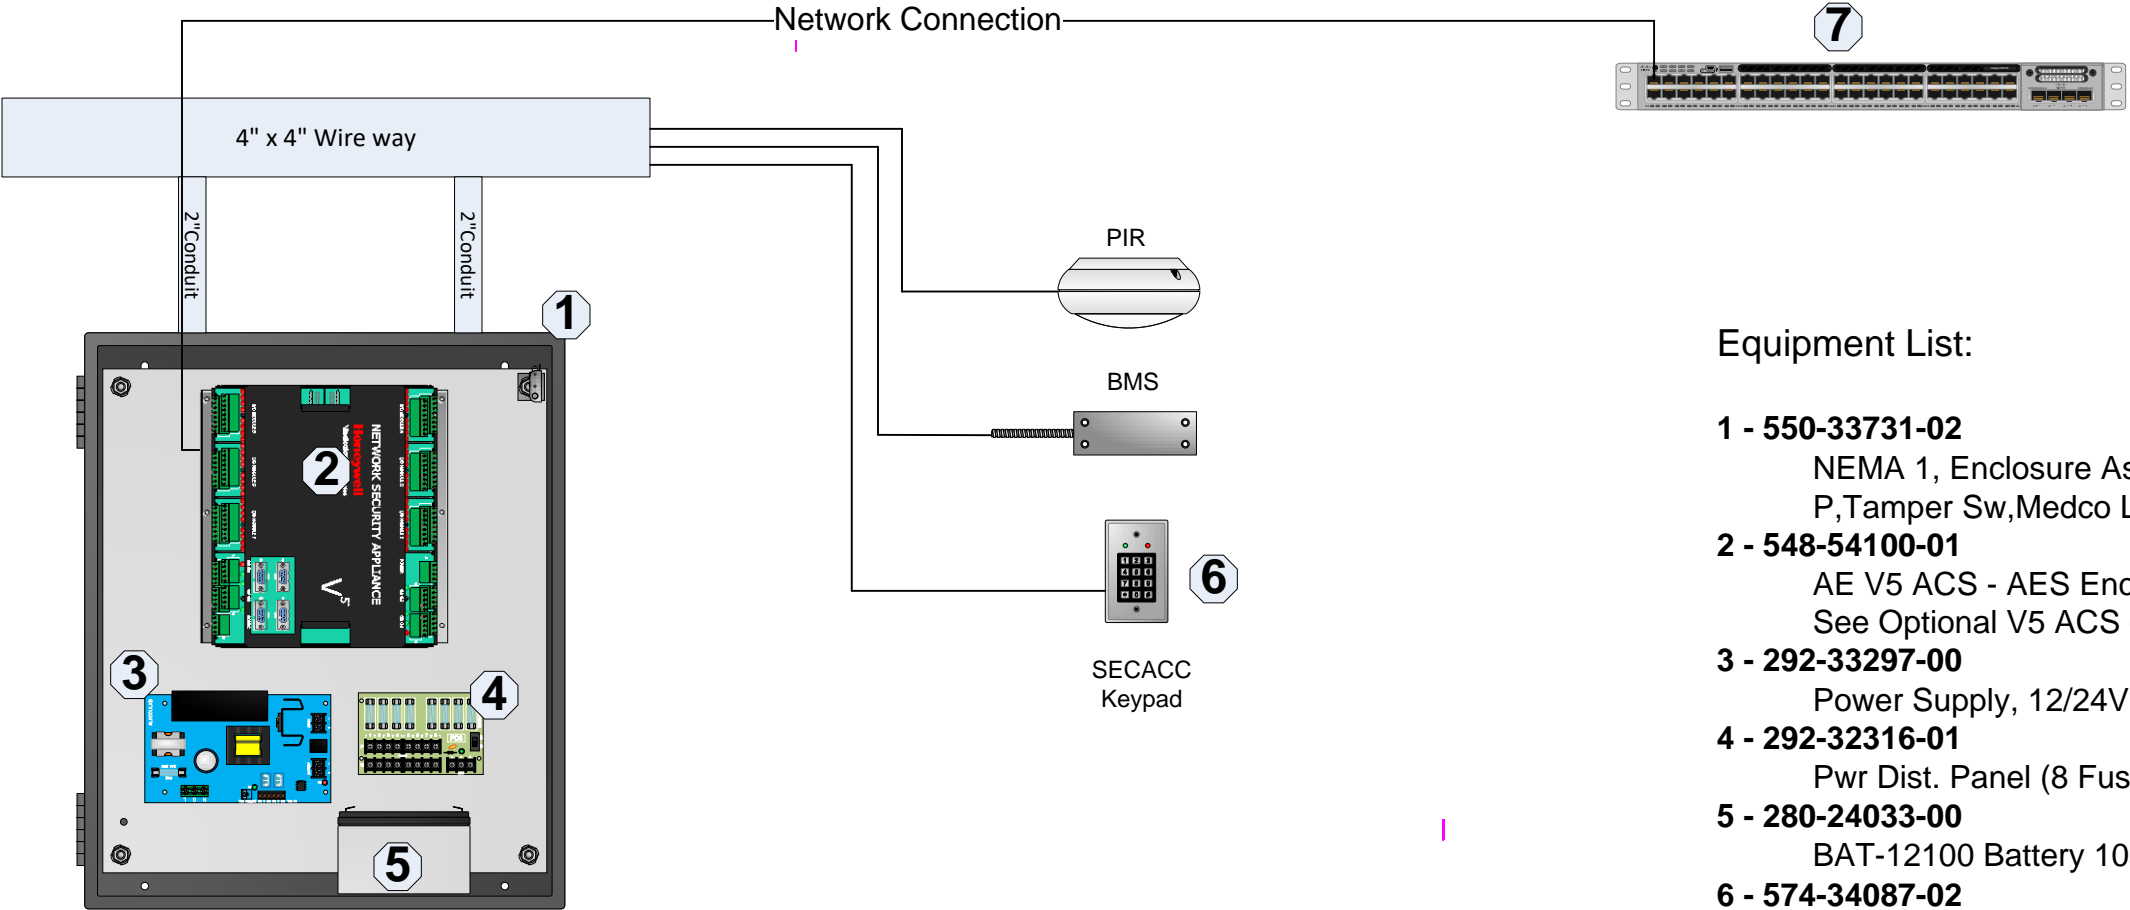 Network Connection
7
4" x 4" Wire way
2"Conduit
2"Conduit
1
PIR
BMS
2
Honeywell
NETWORK SECURITY APPLIANCE
V5
3
4
5
6
SECACC
Keypad
Equipment List:
1 - 550-33731-02
NEMA 1, Enclosure As
P,Tamper Sw,Medco L
2 - 548-54100-01
AE V5 ACS - AES Enc
See Optional V5 ACS
3 - 292-33297-00
Power Supply, 12/24V
4 - 292-32316-01
Pwr Dist. Panel (8 Fus
5 - 280-24033-00
BAT-12100 Battery 10
6 - 574-34087-02